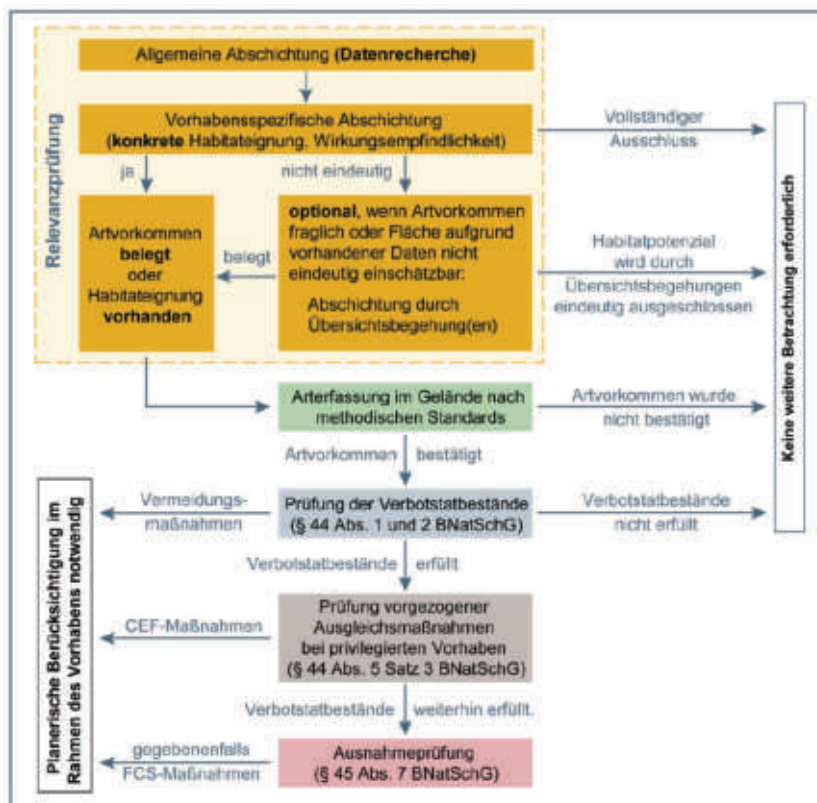 Allgemeine Abschichtung (Datenrecherche)
Vorhabensspezifische Abschichtung
(konkrete Habitateignung, Wirkungsempfindlichkeit)
Vollständiger
Ausschluss
ja
nicht eindeutig
Relevanzprüfung
Artvorkommen
belegt
oder
Habitateignung
vorhanden
belegt
optional, wenn Artvorkommen
fraglich oder Fläche aufgrund
vorhandener Daten nicht
eindeutig einschätzbar:
Abschichtung durch
Übersichtsbegehung(en)
Habitatpotenzial
wird durch
Übersichtsbegehungen
eindeutig ausgeschlossen
Keine weitere Betrachtung erforderlich
Arterfassung im Gelände nach
methodischen Standards
Artvorkommen wurde
nicht bestätigt
Artvorkommen bestätigt
Planerische Berücksichtigung im
Rahmen des Vorhabens notwendig
Vermeidungs-
maßnahmen
Prüfung der Verbotstatbestände
(§ 44 Abs. 1 und 2 BNatSchG)
Verbotstatbestände
nicht erfüllt
Verbotstatbestände erfüllt
CEF-Maßnahmen
Prüfung vorgezogener
Ausgleichsmaßnahmen
bei privilegierten Vorhaben
(§ 44 Abs. 5 Satz 3 BNatSchG)
Verbotstatbestände weiterhin erfüllt.
gegebenenfalls
FCS-Maßnahmen
Ausnahmeprüfung
(§ 45 Abs. 7 BNatSchG)